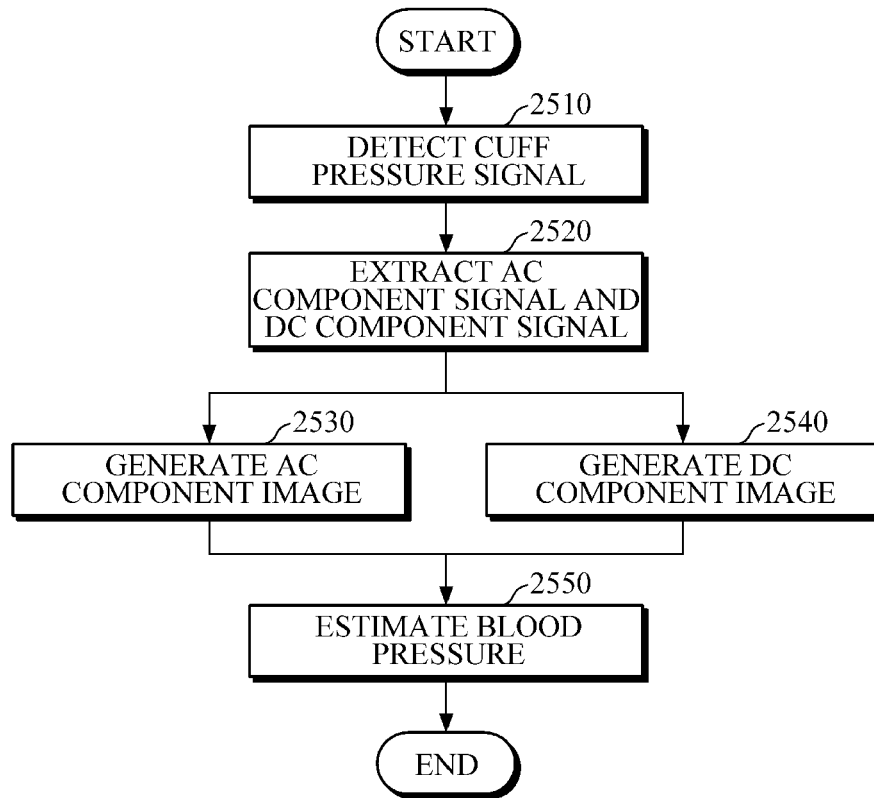 START
2510
DETECT CUFF
PRESSURE SIGNAL
2520
EXTRACT AC
COMPONENT SIGNAL AND
DC COMPONENT SIGNAL
2530
GENERATE AC
COMPONENT IMAGE
2540
GENERATE DC
COMPONENT IMAGE
2550
ESTIMATE BLOOD
PRESSURE
END